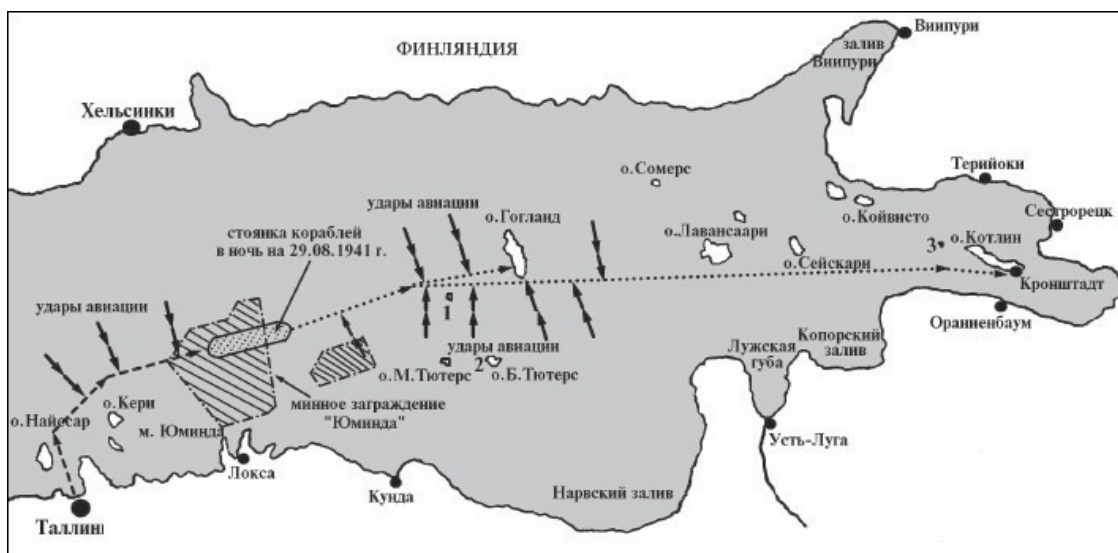 Виипури
ФИНЛЯНДИЯ
залив
Виипури
Хельсинки
о.Сомерс
Терийоки
удары авиации
о.Гогланд
о.Койвисто
Сестрорецк
стоянка кораблей
в ночь на 29.08.1941 г.
о.Лавансаари
3
о.Котлин
о.Сейскари
Кронштадт
удары авиации
1
Ораниенбаум
удары авиации
Копорский
залив
Лужская
губа
2
о.М.Тютерс
о.Б.Тютерс
о.Кери
минное заграждение
"Юминда"
о.Найссар
м. Юминда
Усть-Луга
Локса
Кунда
Нарвский залив
Таллинн